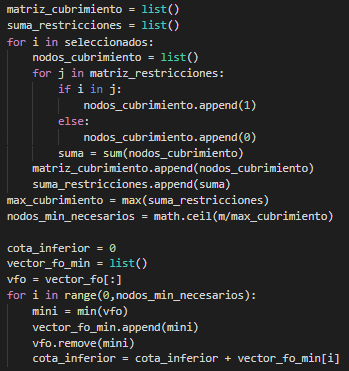 matriz_cubrimiento = list()
suma_restricciones = list()
for i in seleccionados:
    nodos_cubrimiento = list()
    for j in matriz_restricciones:
        if i in j:
            nodos_cubrimiento.append(1)
        else:
            nodos_cubrimiento.append(0)
        suma = sum(nodos_cubrimiento)
    matriz_cubrimiento.append(nodos_cubrimiento)
    suma_restricciones.append(suma)
max_cubrimiento = max(suma_restricciones)
nodos_min_necesarios = math.ceil(m/max_cubrimiento)

cota_inferior = 0
vector_fo_min = list()
vfo = vector_fo[:]
for i in range(0,nodos_min_necesarios):
    mini = min(vfo)
    vector_fo_min.append(mini)
    vfo.remove(mini)
    cota_inferior = cota_inferior + vector_fo_min[i]